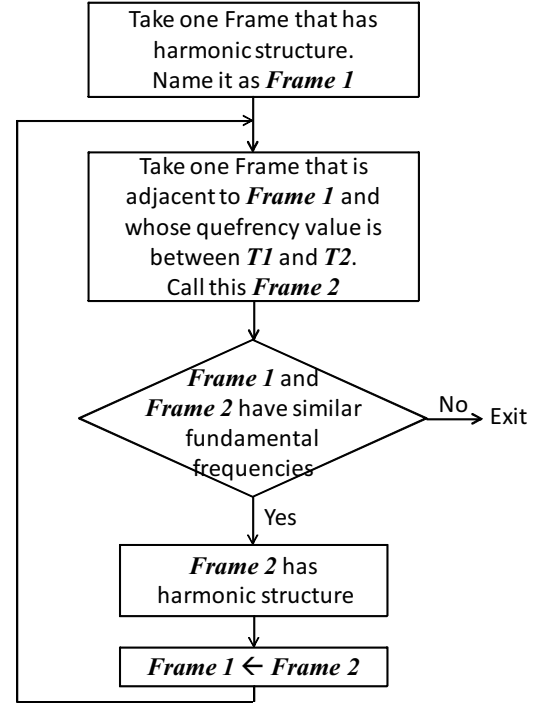 Take one Frame that has
harmonic structure.
Name it as Frame 1
Take one Frame that is
adjacent to Frame 1 and
whose quefrency value is
between T1 and T2.
Call this Frame 2
Frame 1 and
Frame 2 have similar
fundamental
frequencies
No
Exit
Yes
Frame 2 has
harmonic structure
Frame 1 ← Frame 2